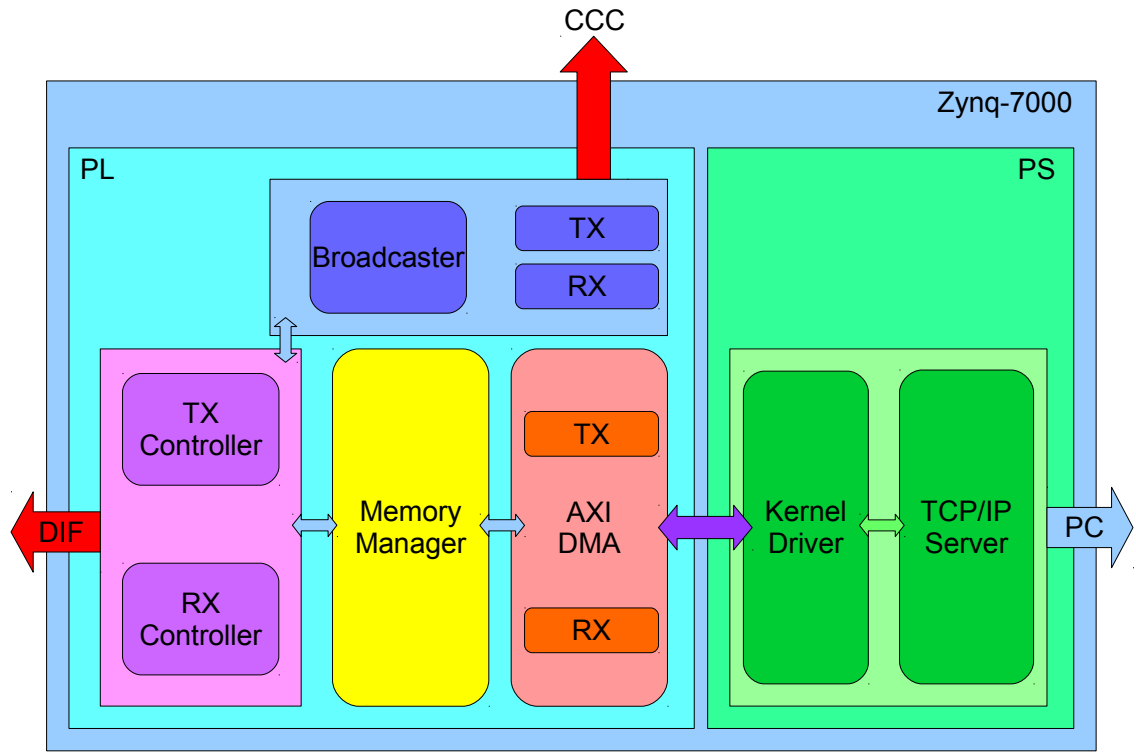 CCC
Zynq-7000
PL
PS
Broadcaster
TX
RX
TX
Controller
RX
Controller
DIF
Memory
Manager
TX
AXI
DMA
RX
Kernel
Driver
TCP/IP
Server
PC